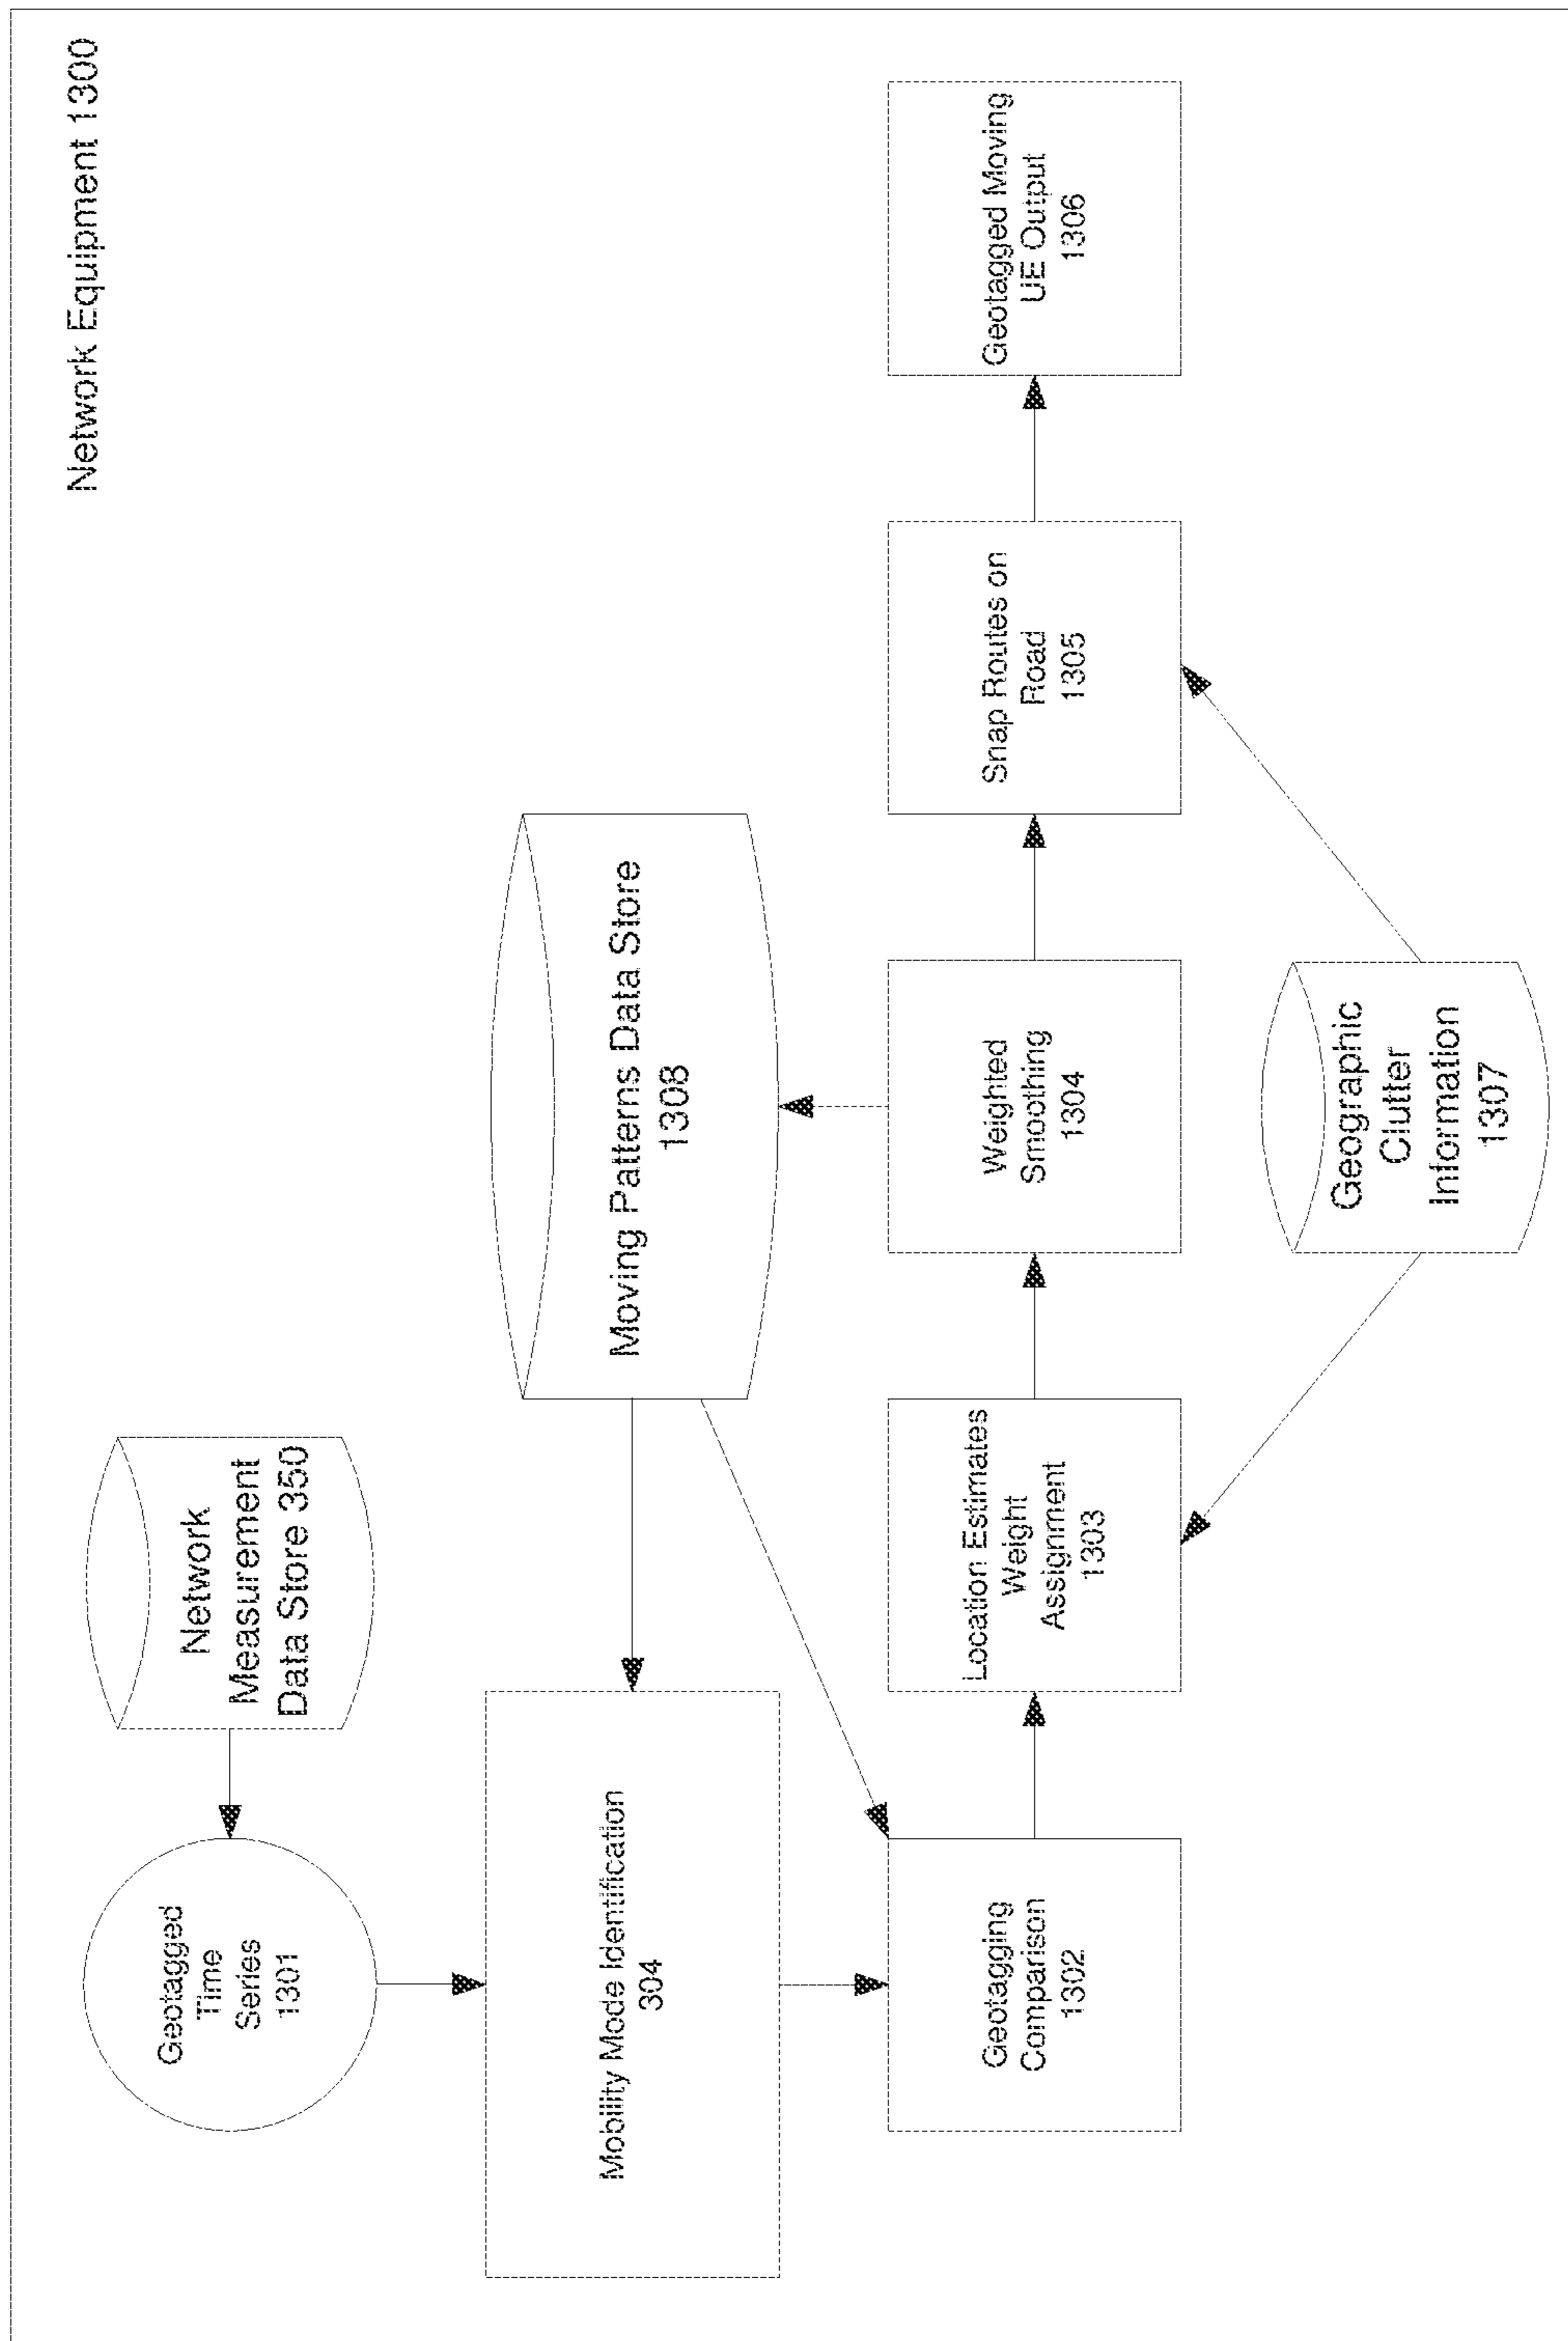 Network Equipment 1300
Geotagged
Time
Series
1301
Network
Measurement
Data Store 350
Mobility Mode Identification
304
Moving Patterns Data Store
1308
Geotagging
Comparison
1302
Location Estimates
Weight
Assignment
1303
Weighted
Smoothing
1304
Snap Routes on
Road
1305
Geotagged Moving
UE Output
1306
Geographic
Clutter
Information
1307